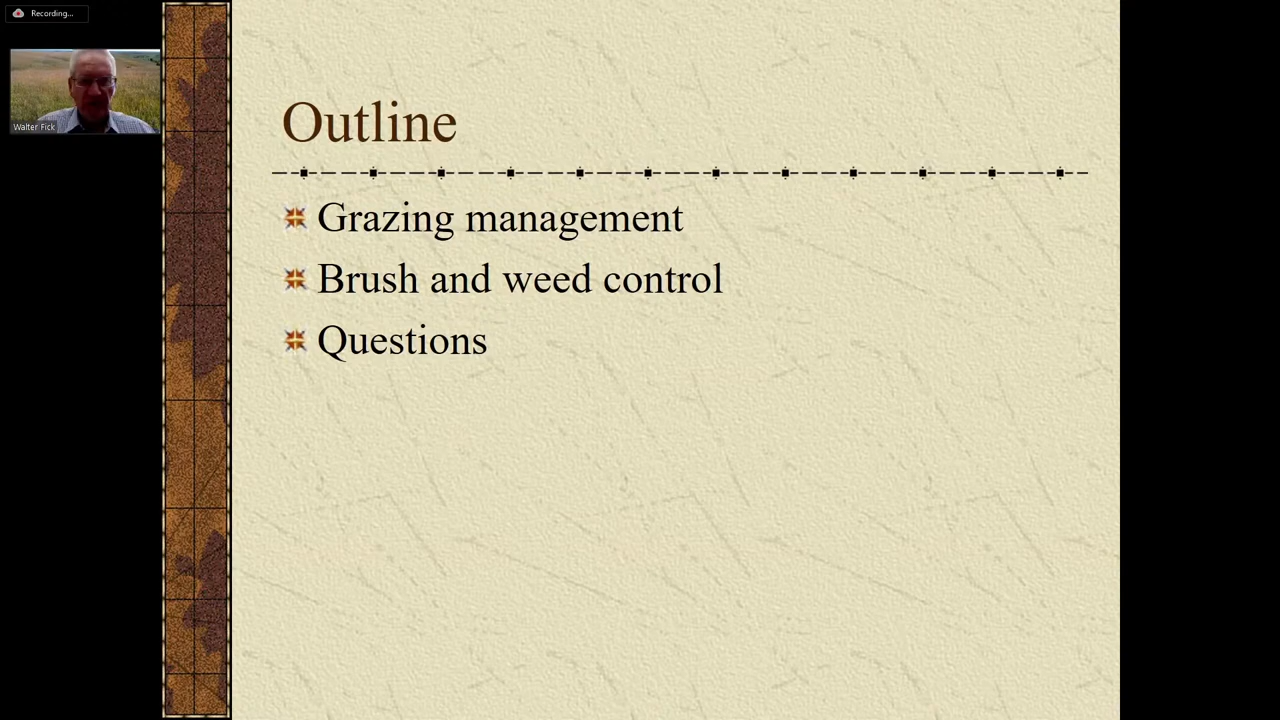 Recording...
Walter Fick
Outline
Grazing management
Brush and weed control
Questions